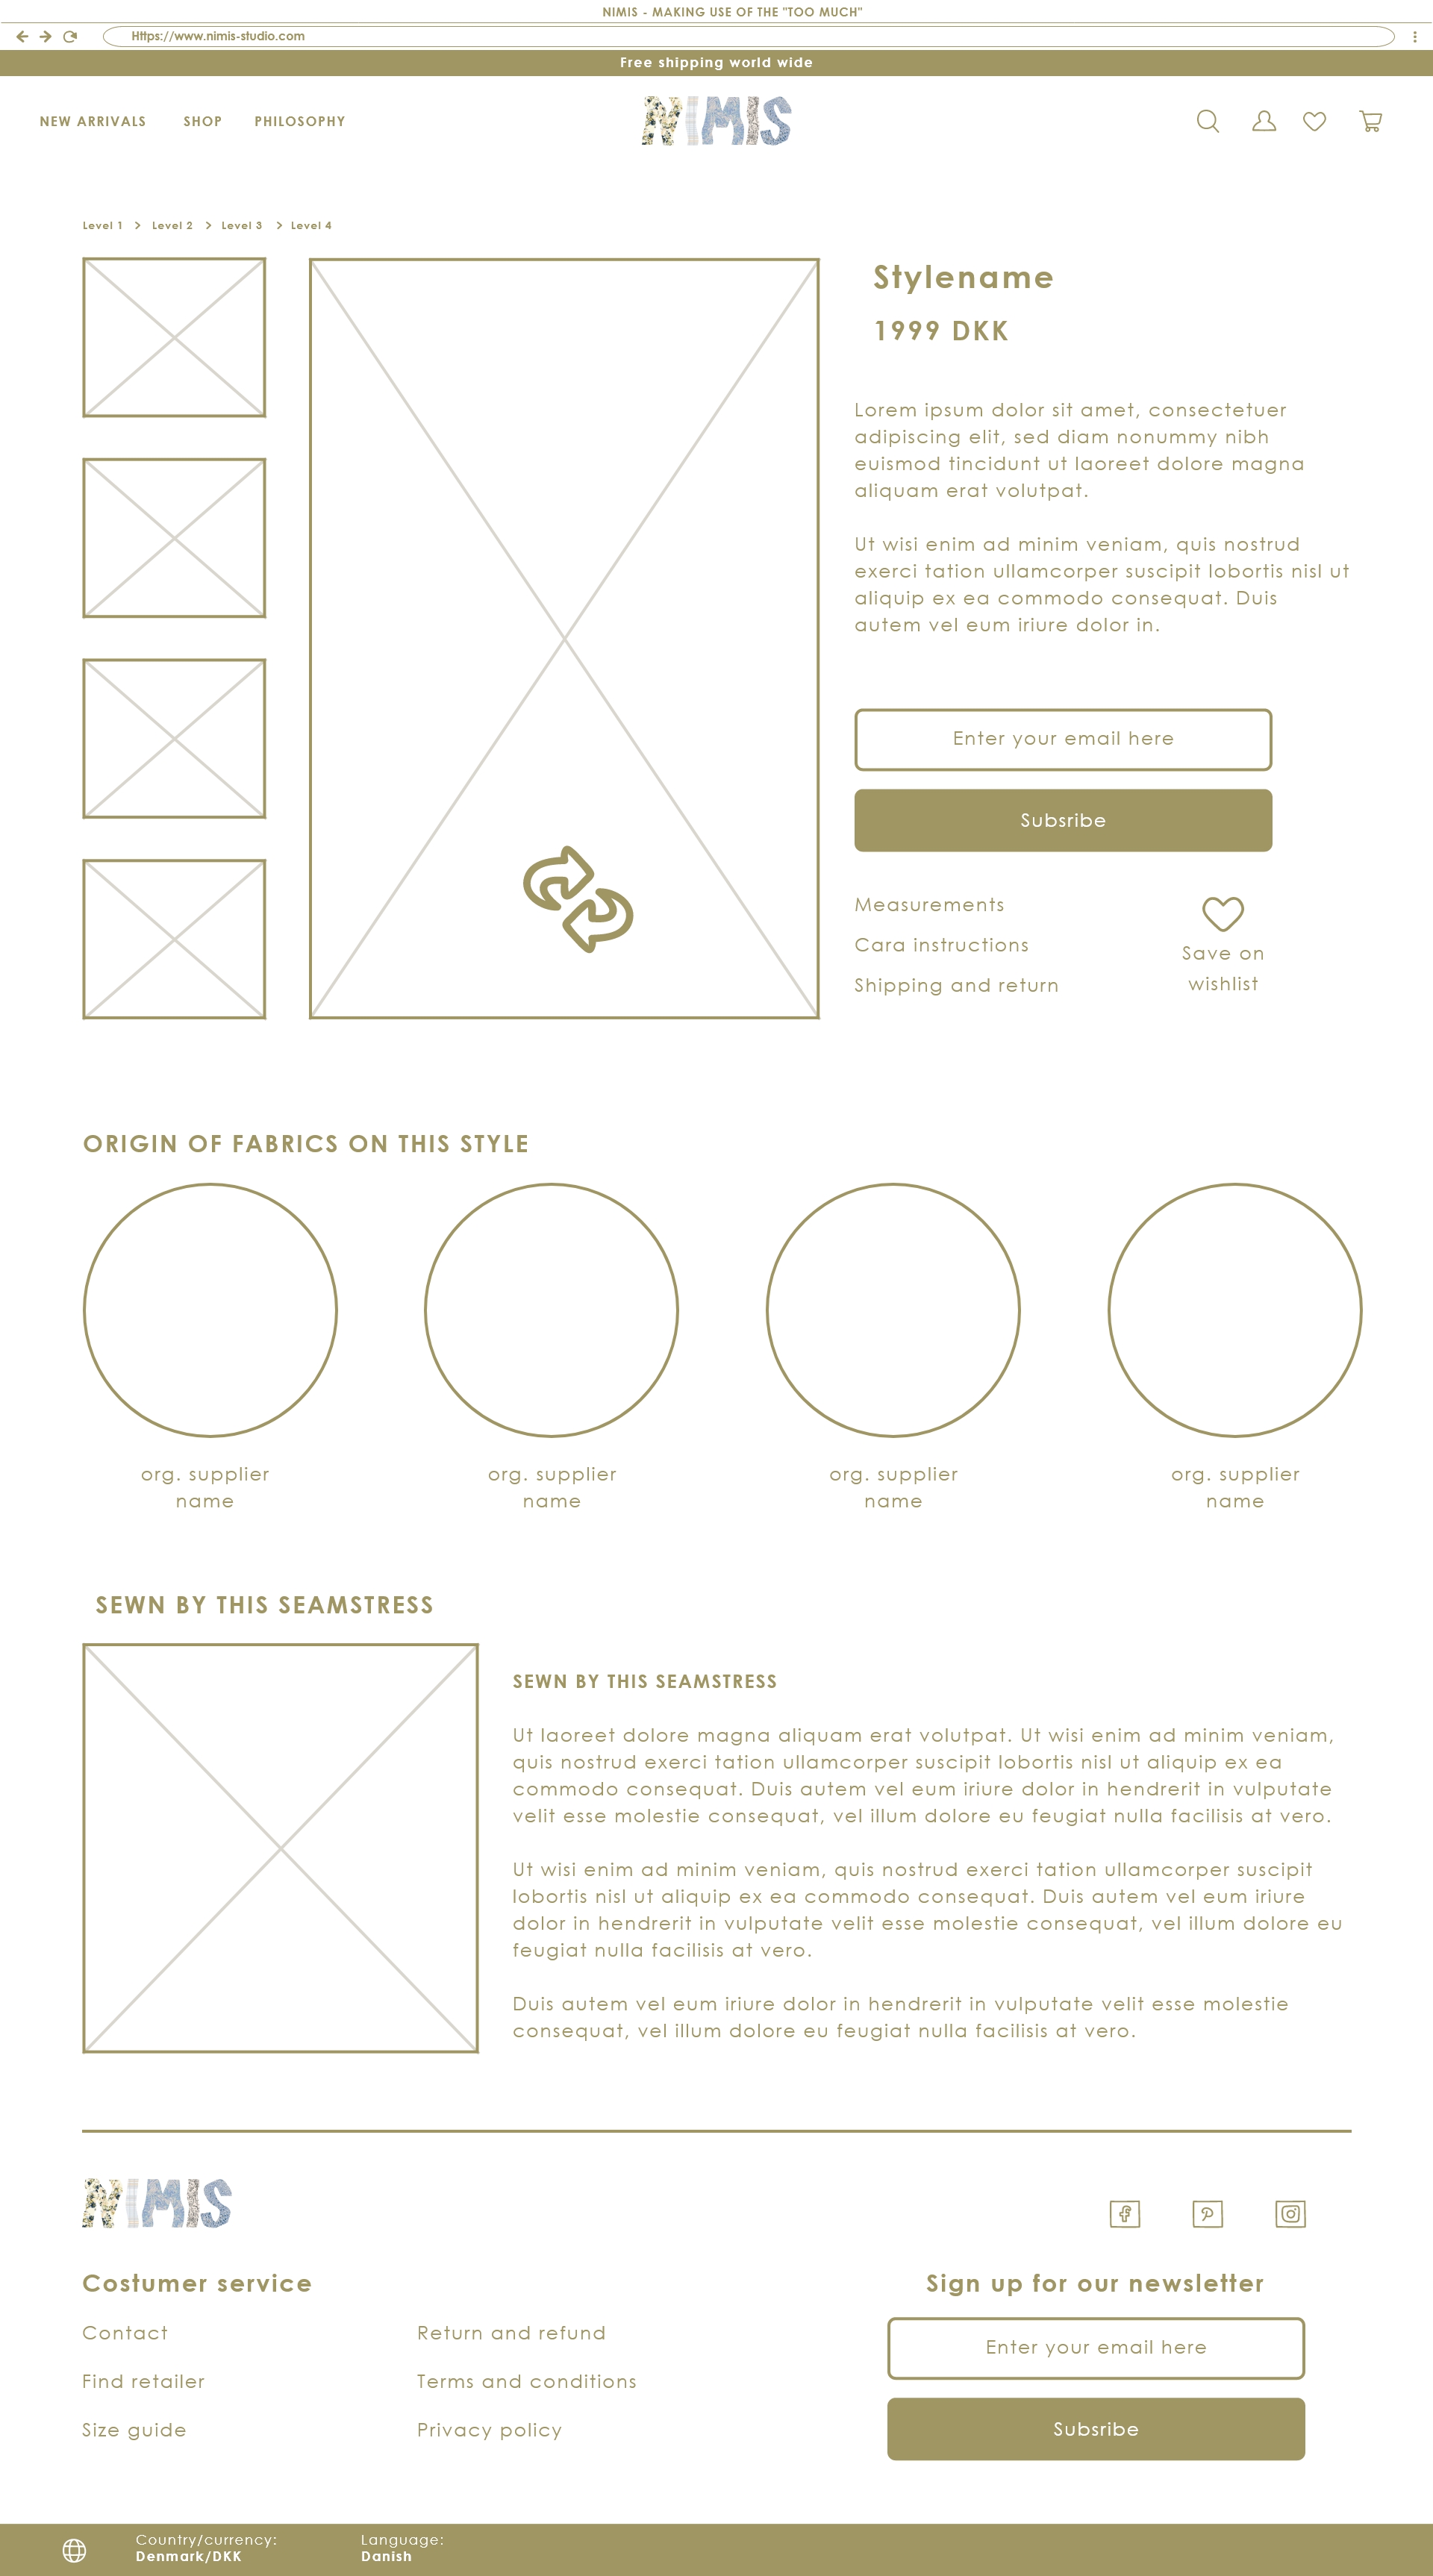 NIMIS - MAKING USE OF THE "TOO MUCH"
Https://www.nimis-studio.com
Free shipping world wide
NEW ARRIVALS SHOP PHILOSOPHY
NIMIS
Level 1 > Level 2 > Level 3 > Level 4
Stylename
1999 DKK
Lorem ipsum dolor sit amet, consectetuer
adipiscing elit, sed diam nonummy nibh
euismod tincidunt ut laoreet dolore magna
aliquam erat volutpat.
Ut wisi enim ad minim veniam, quis nostrud
exerci tation ullamcorper suscipit lobortis nisl ut
aliquip ex ea commodo consequat. Duis
autem vel eum iriure dolor in.
Enter your email here
Subsribe
Measurements
Cara instructions
Shipping and return
Save on
wishlist
ORIGIN OF FABRICS ON THIS STYLE
org. supplier
name
org. supplier
name
org. supplier
name
org. supplier
name
SEWN BY THIS SEAMSTRESS
SEWN BY THIS SEAMSTRESS
Ut laoreet dolore magna aliquam erat volutpat. Ut wisi enim ad minim veniam,
quis nostrud exerci tation ullamcorper suscipit lobortis nisl ut aliquip ex ea
commodo consequat. Duis autem vel eum iriure dolor in hendrerit in vulputate
velit esse molestie consequat, vel illum dolore eu feugiat nulla facilisis at vero.
Ut wisi enim ad minim veniam, quis nostrud exerci tation ullamcorper suscipit
lobortis nisl ut aliquip ex ea commodo consequat. Duis autem vel eum iriure
dolor in hendrerit in vulputate velit esse molestie consequat, vel illum dolore eu
feugiat nulla facilisis at vero.
Duis autem vel eum iriure dolor in hendrerit in vulputate velit esse molestie
consequat, vel illum dolore eu feugiat nulla facilisis at vero.
NIMIS
Costumer service
Contact
Find retailer
Size guide
Return and refund
Terms and conditions
Privacy policy
Sign up for our newsletter
Enter your email here
Subsribe
Country/currency:
Denmark/DKK
Language:
Danish